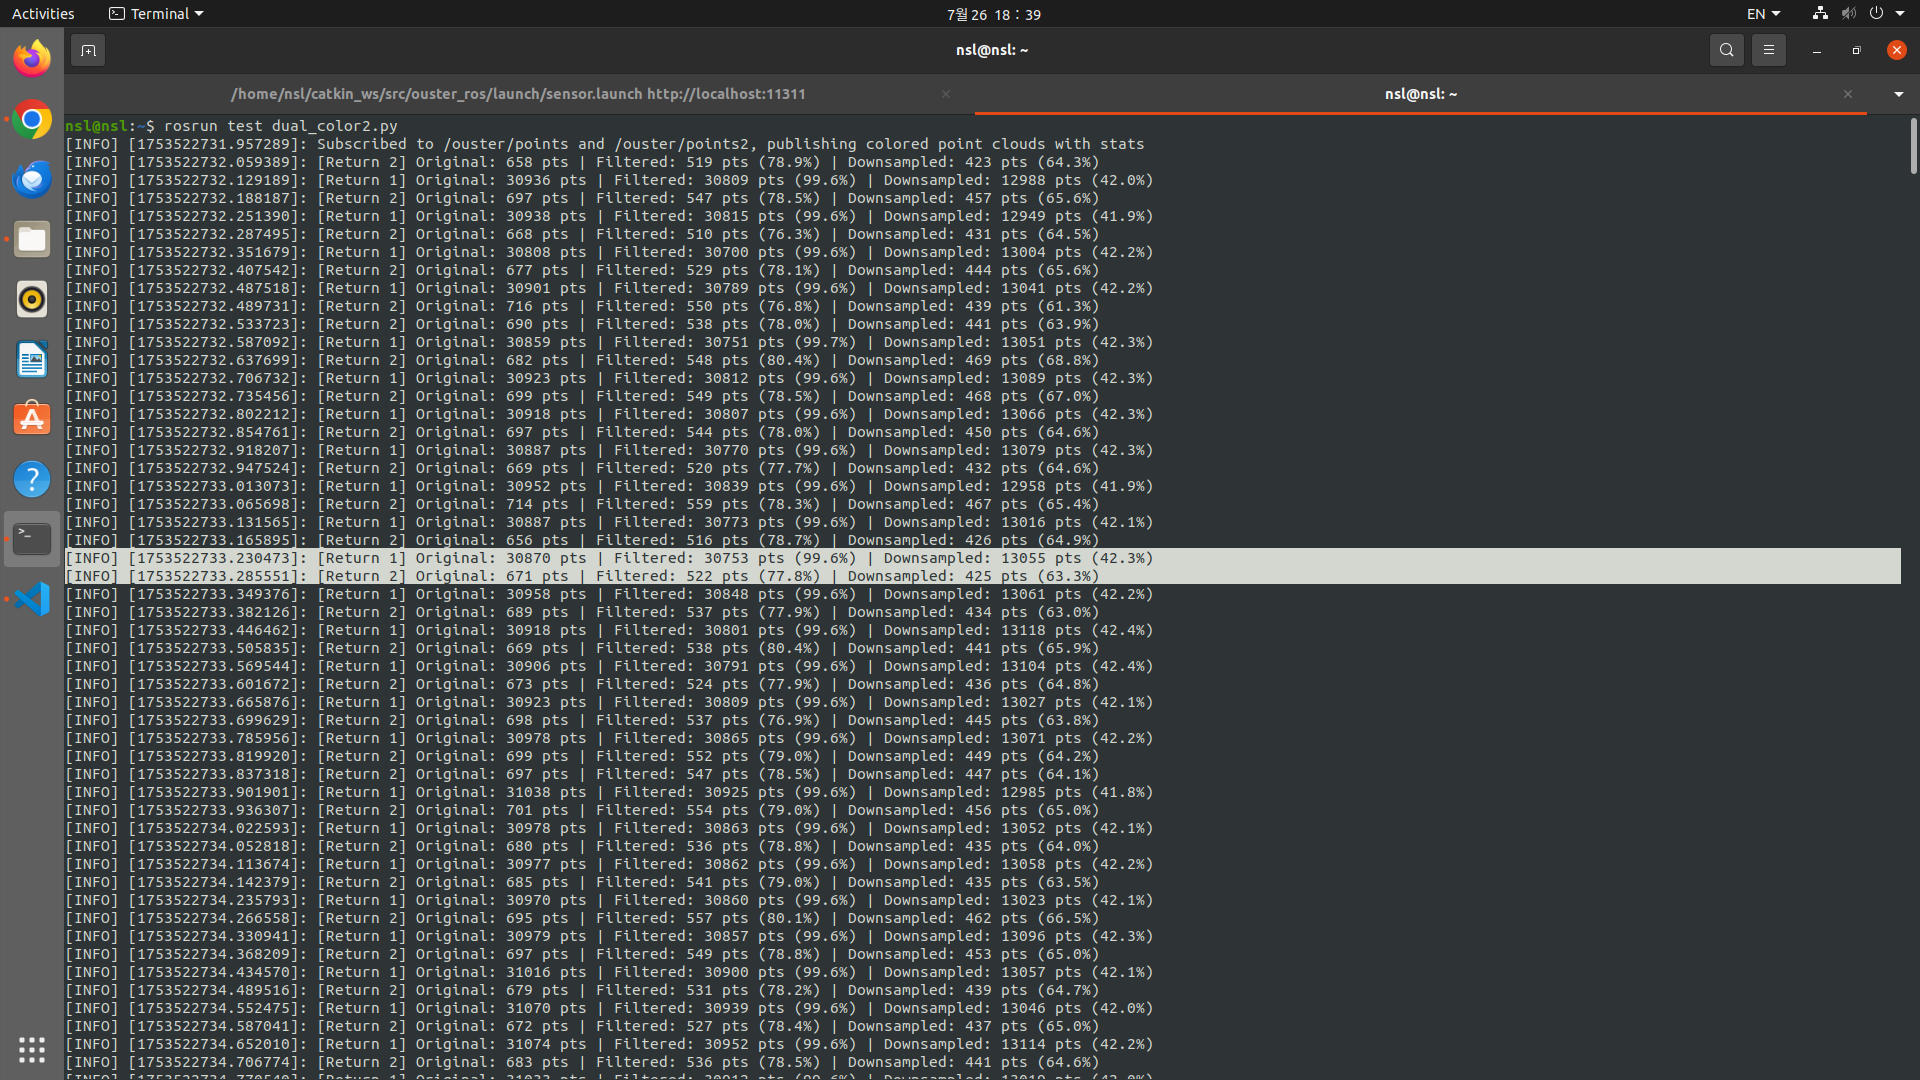 Activities
Terminal
7월 26 18 : 39
EN
nsl@nsl: ~
/home/nsl/catkin_ws/src/ouster_ros/launch/sensor.launch http://localhost:11311
nsl@nsl: ~
nsl@nsl:~$ rosrun test dual_color2.py
[INFO] [1753522731.957289]: Subscribed to /ouster/points and /ouster/points2, publishing colored point clouds with stats
[INFO] [1753522732.059389]: [Return 2] Original: 658 pts | Filtered: 519 pts (78.9%) | Downsampled: 423 pts (64.3%)
[INFO] [1753522732.129189]: [Return 1] Original: 30936 pts | Filtered: 30809 pts (99.6%) | Downsampled: 12988 pts (42.0%)
[INFO] [1753522732.188187]: [Return 2] Original: 697 pts | Filtered: 547 pts (78.5%) | Downsampled: 457 pts (65.6%)
[INFO] [1753522732.251390]: [Return 1] Original: 30938 pts | Filtered: 30815 pts (99.6%) | Downsampled: 12949 pts (41.9%)
[INFO] [1753522732.287495]: [Return 2] Original: 668 pts | Filtered: 510 pts (76.3%) | Downsampled: 431 pts (64.5%)
[INFO] [1753522732.351679]: [Return 1] Original: 30808 pts | Filtered: 30700 pts (99.6%) | Downsampled: 13004 pts (42.2%)
[INFO] [1753522732.407542]: [Return 2] Original: 677 pts | Filtered: 529 pts (78.1%) | Downsampled: 444 pts (65.6%)
[INFO] [1753522732.487518]: [Return 1] Original: 30901 pts | Filtered: 30789 pts (99.6%) | Downsampled: 13041 pts (42.2%)
[INFO] [1753522732.489731]: [Return 2] Original: 716 pts | Filtered: 550 pts (76.8%) | Downsampled: 439 pts (61.3%)
[INFO] [1753522732.533723]: [Return 2] Original: 690 pts | Filtered: 538 pts (78.0%) | Downsampled: 441 pts (63.9%)
[INFO] [1753522732.587092]: [Return 1] Original: 30859 pts | Filtered: 30751 pts (99.7%) | Downsampled: 13051 pts (42.3%)
[INFO] [1753522732.637699]: [Return 2] Original: 682 pts | Filtered: 548 pts (80.4%) | Downsampled: 469 pts (68.8%)
[INFO] [1753522732.706732]: [Return 1] Original: 30923 pts | Filtered: 30812 pts (99.6%) | Downsampled: 13089 pts (42.3%)
[INFO] [1753522732.735456]: [Return 2] Original: 699 pts | Filtered: 549 pts (78.5%) | Downsampled: 468 pts (67.0%)
[INFO] [1753522732.802212]: [Return 1] Original: 30918 pts | Filtered: 30807 pts (99.6%) | Downsampled: 13066 pts (42.3%)
[INFO] [1753522732.854761]: [Return 2] Original: 697 pts | Filtered: 544 pts (78.0%) | Downsampled: 450 pts (64.6%)
[INFO] [1753522732.918207]: [Return 1] Original: 30887 pts | Filtered: 30770 pts (99.6%) | Downsampled: 13079 pts (42.3%)
[INFO] [1753522732.947524]: [Return 2] Original: 669 pts | Filtered: 520 pts (77.7%) | Downsampled: 432 pts (64.6%)
[INFO] [1753522733.013073]: [Return 1] Original: 30952 pts | Filtered: 30839 pts (99.6%) | Downsampled: 12958 pts (41.9%)
[INFO] [1753522733.065698]: [Return 2] Original: 714 pts | Filtered: 559 pts (78.3%) | Downsampled: 467 pts (65.4%)
[INFO] [1753522733.131565]: [Return 1] Original: 30887 pts | Filtered: 30773 pts (99.6%) | Downsampled: 13016 pts (42.1%)
[INFO] [1753522733.165895]: [Return 2] Original: 656 pts | Filtered: 516 pts (78.7%) | Downsampled: 426 pts (64.9%)
[INFO] [1753522733.230473]: [Return 1] Original: 30870 pts | Filtered: 30753 pts (99.6%) | Downsampled: 13055 pts (42.3%)
[INFO] [1753522733.285551]: [Return 2] Original: 671 pts | Filtered: 522 pts (77.8%) | Downsampled: 425 pts (63.3%)
[INFO] [1753522733.349376]: [Return 1] Original: 30958 pts | Filtered: 30848 pts (99.6%) | Downsampled: 13061 pts (42.2%)
[INFO] [1753522733.382126]: [Return 2] Original: 689 pts | Filtered: 537 pts (77.9%) | Downsampled: 434 pts (63.0%)
[INFO] [1753522733.446462]: [Return 1] Original: 30918 pts | Filtered: 30801 pts (99.6%) | Downsampled: 13118 pts (42.4%)
[INFO] [1753522733.505835]: [Return 2] Original: 669 pts | Filtered: 538 pts (80.4%) | Downsampled: 441 pts (65.9%)
[INFO] [1753522733.569544]: [Return 1] Original: 30906 pts | Filtered: 30791 pts (99.6%) | Downsampled: 13104 pts (42.4%)
[INFO] [1753522733.601672]: [Return 2] Original: 673 pts | Filtered: 524 pts (77.9%) | Downsampled: 436 pts (64.8%)
[INFO] [1753522733.665876]: [Return 1] Original: 30923 pts | Filtered: 30809 pts (99.6%) | Downsampled: 13027 pts (42.1%)
[INFO] [1753522733.699629]: [Return 2] Original: 698 pts | Filtered: 537 pts (76.9%) | Downsampled: 445 pts (63.8%)
[INFO] [1753522733.785956]: [Return 1] Original: 30978 pts | Filtered: 30865 pts (99.6%) | Downsampled: 13071 pts (42.2%)
[INFO] [1753522733.819920]: [Return 2] Original: 699 pts | Filtered: 552 pts (79.0%) | Downsampled: 449 pts (64.2%)
[INFO] [1753522733.837318]: [Return 2] Original: 697 pts | Filtered: 547 pts (78.5%) | Downsampled: 447 pts (64.1%)
[INFO] [1753522733.901901]: [Return 1] Original: 31038 pts | Filtered: 30925 pts (99.6%) | Downsampled: 12985 pts (41.8%)
[INFO] [1753522733.936307]: [Return 2] Original: 701 pts | Filtered: 554 pts (79.0%) | Downsampled: 456 pts (65.0%)
[INFO] [1753522734.022593]: [Return 1] Original: 30978 pts | Filtered: 30863 pts (99.6%) | Downsampled: 13052 pts (42.1%)
[INFO] [1753522734.052818]: [Return 2] Original: 680 pts | Filtered: 536 pts (78.8%) | Downsampled: 435 pts (64.0%)
[INFO] [1753522734.113674]: [Return 1] Original: 30977 pts | Filtered: 30862 pts (99.6%) | Downsampled: 13058 pts (42.2%)
[INFO] [1753522734.142379]: [Return 2] Original: 685 pts | Filtered: 541 pts (79.0%) | Downsampled: 435 pts (63.5%)
[INFO] [1753522734.235793]: [Return 1] Original: 30970 pts | Filtered: 30860 pts (99.6%) | Downsampled: 13023 pts (42.1%)
[INFO] [1753522734.266558]: [Return 2] Original: 695 pts | Filtered: 557 pts (80.1%) | Downsampled: 462 pts (66.5%)
[INFO] [1753522734.330941]: [Return 1] Original: 30979 pts | Filtered: 30857 pts (99.6%) | Downsampled: 13096 pts (42.3%)
[INFO] [1753522734.368209]: [Return 2] Original: 697 pts | Filtered: 549 pts (78.8%) | Downsampled: 453 pts (65.0%)
[INFO] [1753522734.434570]: [Return 1] Original: 31016 pts | Filtered: 30900 pts (99.6%) | Downsampled: 13057 pts (42.1%)
[INFO] [1753522734.489516]: [Return 2] Original: 679 pts | Filtered: 531 pts (78.2%) | Downsampled: 439 pts (64.7%)
[INFO] [1753522734.552475]: [Return 1] Original: 31070 pts | Filtered: 30939 pts (99.6%) | Downsampled: 13046 pts (42.0%)
[INFO] [1753522734.587041]: [Return 2] Original: 672 pts | Filtered: 527 pts (78.4%) | Downsampled: 437 pts (65.0%)
[INFO] [1753522734.652010]: [Return 1] Original: 31074 pts | Filtered: 30952 pts (99.6%) | Downsampled: 13114 pts (42.2%)
[INFO] [1753522734.706774]: [Return 2] Original: 683 pts | Filtered: 536 pts (78.5%) | Downsampled: 441 pts (64.6%)